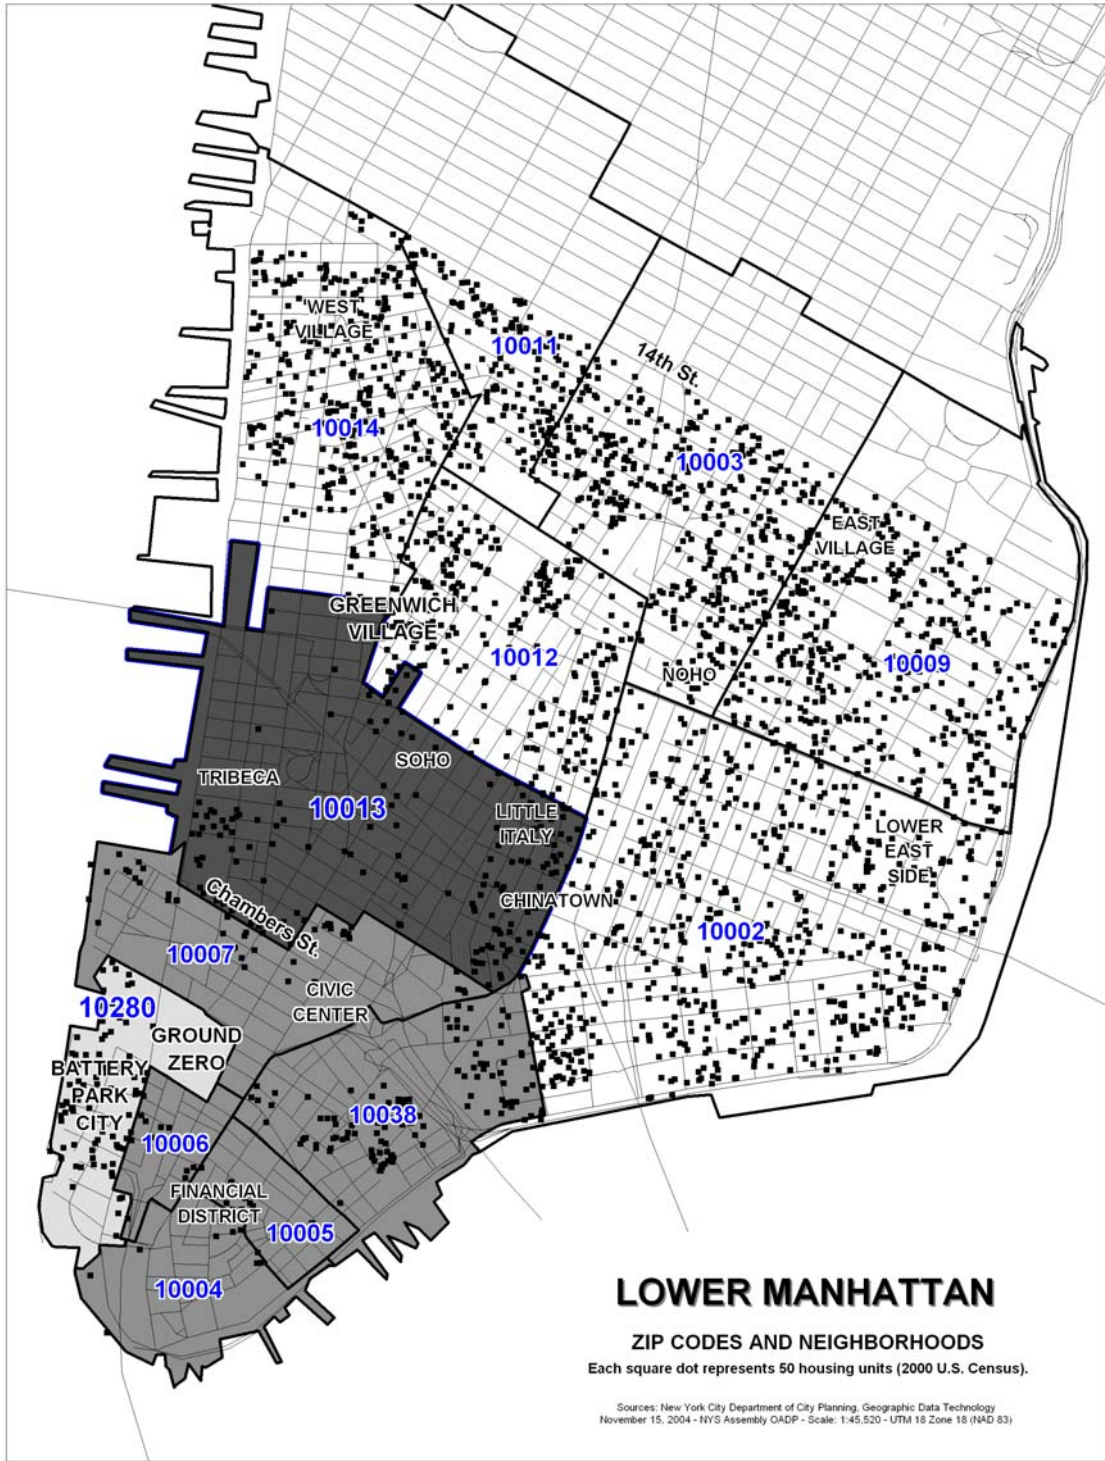 'WEST
VILLAGE
10011
14th St.
10014
10003
EAST
VILLAGE
GREENWICH
VILLAGE
10012
10009
NOHO
SOHO
TRIBECA
10013
LITTLE
ITALY
LOWER
EAST
SIDE
CHINATOWN
Chambers St.
10002
10007
CIVIC
CENTER
10280
GROUND
ZERO
BATTERY
PARK
CITY
10038
10006
FINANCIAL
DISTRICT
10005
10004
LOWER MANHATTAN
ZIP CODES AND NEIGHBORHOODS
Each square dot represents 50 housing units (2000 U.S. Census).
Sources: New York City Department of City Planning, Geographic Data Technology
November 15, 2004 - NYS Assembly OADP - Scale: 1:45,520 - UTM 18 Zone 18 (NAD 83)